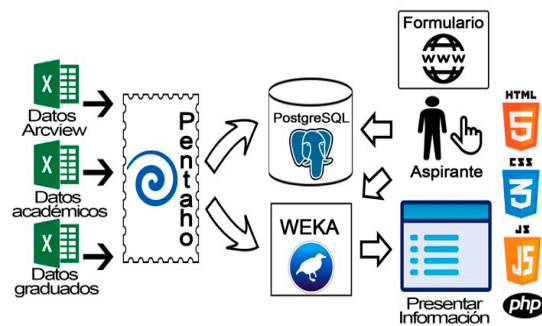 Formulario
WWW
X
Datos
Arcview
X
Datos
académicos
X
Datos
graduados
Pentaho
PostgreSQL
Aspirante
WEKA
Presentar
Información
HTML
5
CSS
3
JS
JS
php